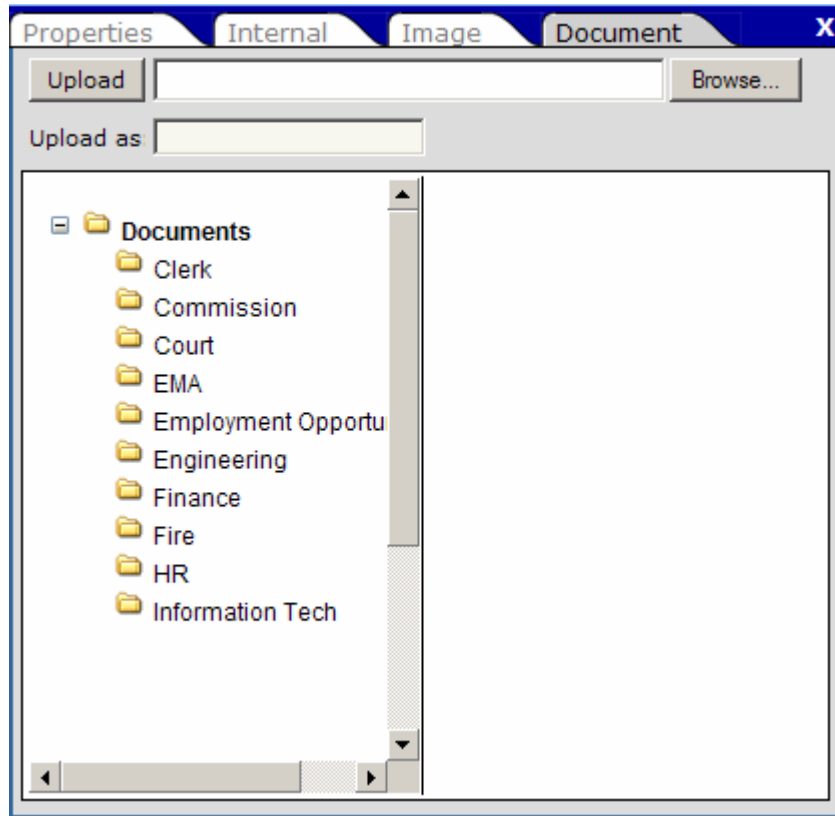 Properties Internal Image Document X
Upload Browse...
Upload as:
Documents
Clerk
Commission
Court
EMA
Employment Opportu
Engineering
Finance
Fire
HR
Information Tech